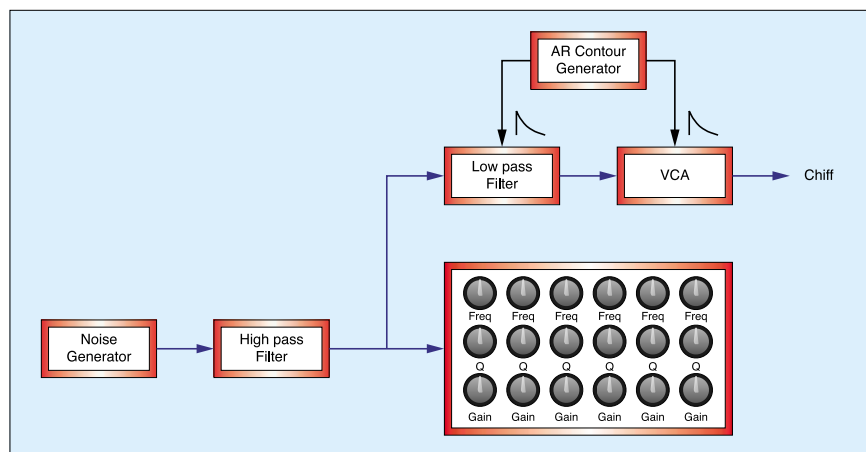 AR Contour
Generator
Low pass
Filter
VCA
Chiff
Noise
Generator
High pass
Filter
Freq Freq Freq Freq Freq Freq
Q Q Q Q Q Q
Gain Gain Gain Gain Gain Gain